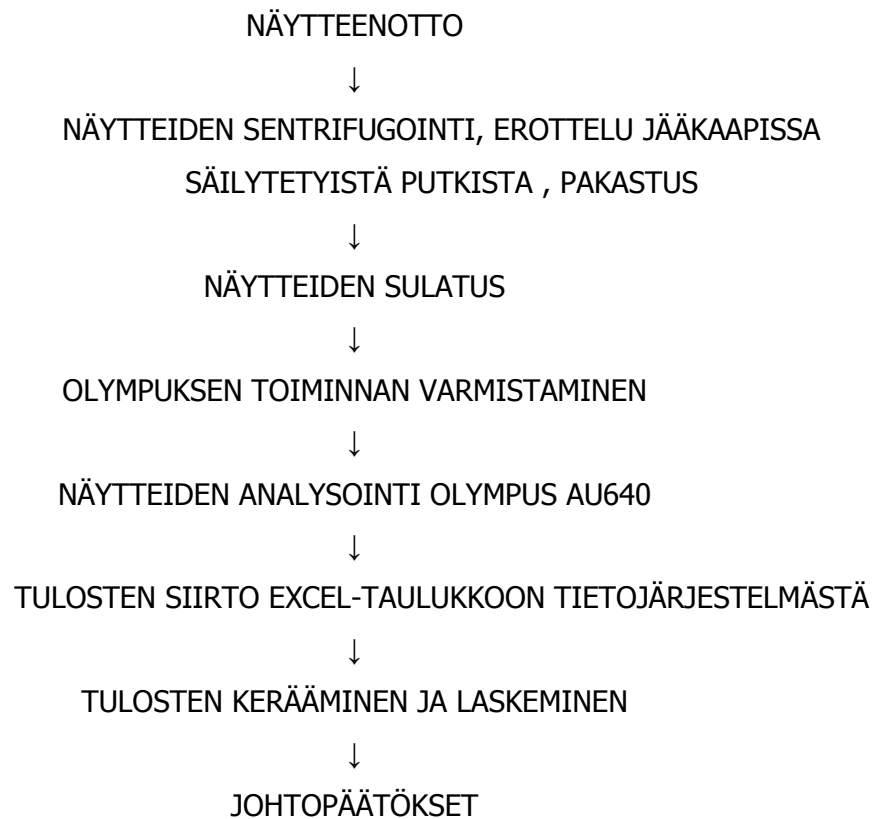 NÄYTTEENOTTO
↓
NÄYTTEIDEN SENTRIFUGOINTI, EROTTELU JÄÄKAAPISSA
SÄILYTETYISTÄ PUTKISTA , PAKASTUS
↓
NÄYTTEIDEN SULATUS
↓
OLYMPUKSEN TOIMINNAN VARMISTAMINEN
↓
NÄYTTEIDEN ANALYSOINTI OLYMPUS AU640
↓
TULOSTEN SIIRTO EXCEL-TAULUKKOON TIETOJÄRJESTELMÄSTÄ
↓
TULOSTEN KERÄÄMINEN JA LASKEMINEN
↓
JOHTOPÄÄTÖKSET